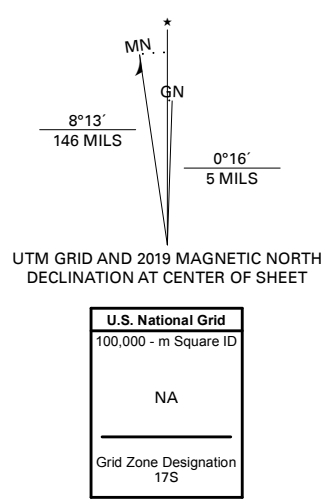 ★
MN
GN
8°13´
146 MILS
0°16´
5 MILS
UTM GRID AND 2019 MAGNETIC NORTH
DECLINATION AT CENTER OF SHEET
U.S. National Grid
100,000 - m Square ID
NA
Grid Zone Designation
17S